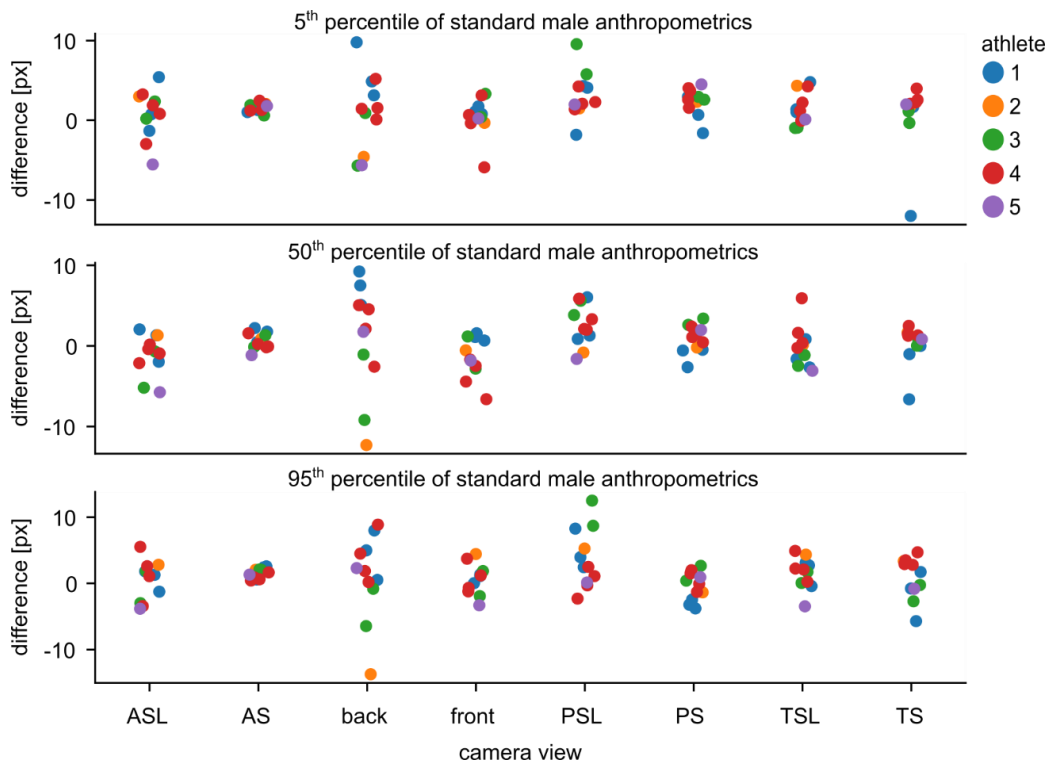 5th percentile of standard male anthropometrics
athlete
1
2
3
4
5
difference [px]
10
0
-10
50th percentile of standard male anthropometrics
difference [px]
10
0
-10
95th percentile of standard male anthropometrics
difference [px]
10
0
-10
ASL AS back front PSL PS TSL TS
camera view